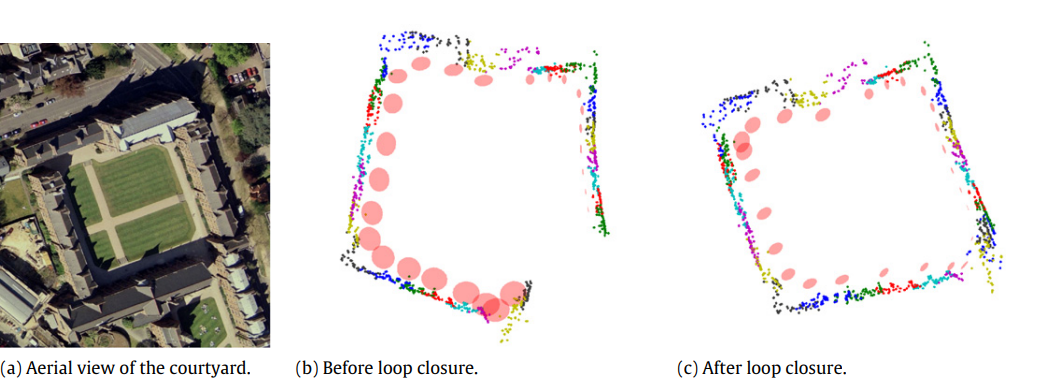 (a) Aerial view of the courtyard.
(b) Before loop closure.
(c) After loop closure.